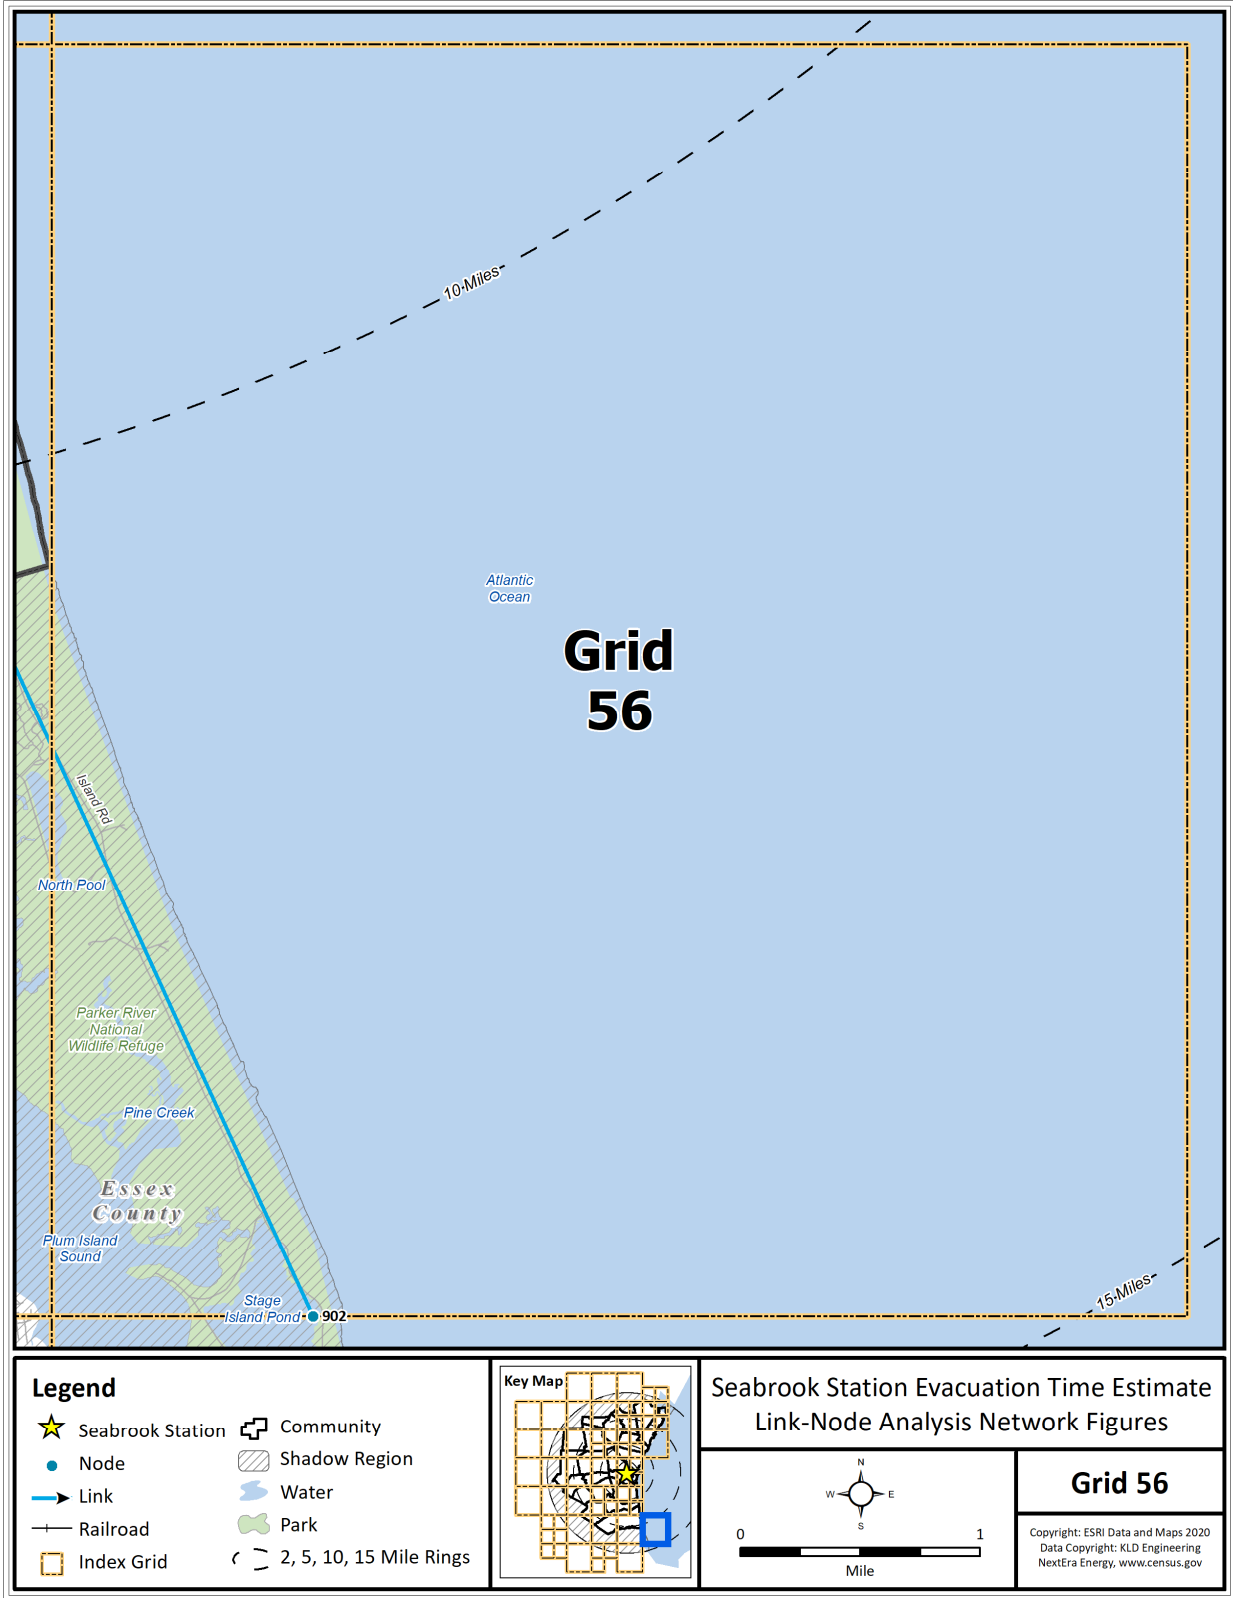 10 Miles
Atlantic
Ocean
Grid
56
Island Rd
North Pool
Parker River
National
Wildlife Refuge
Pine Creek
Essex
County
Plum Island
Sound
Stage
Island Pond
902
15 Miles
Legend
Seabrook Station
Node
Link
Railroad
Index Grid
Community
Shadow Region
Water
Park
2, 5, 10, 15 Mile Rings
Key Map
Seabrook Station Evacuation Time Estimate
Link-Node Analysis Network Figures
N
W E
S
0 1
Mile
Grid 56
Copyright: ESRI Data and Maps 2020
Data Copyright: KLD Engineering
NextEra Energy, www.census.gov